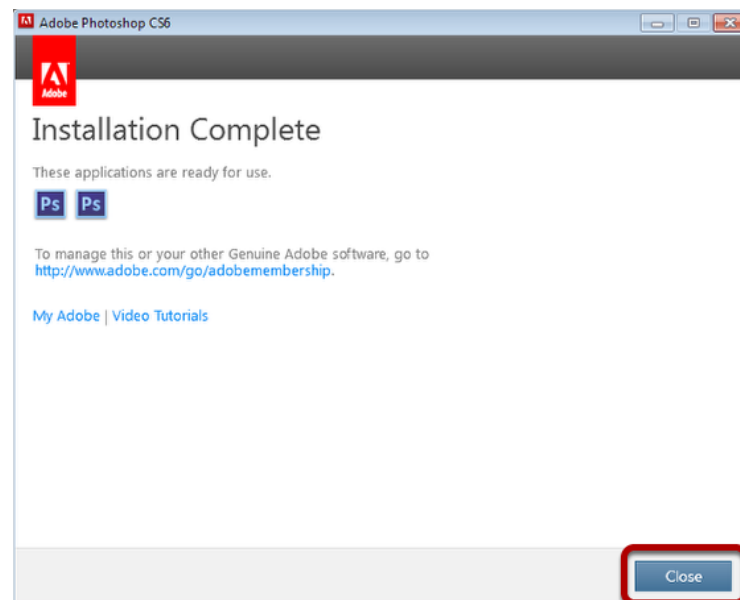 Adobe Photoshop CS6
Adobe
Installation Complete
These applications are ready for use.
Ps Ps
To manage this or your other Genuine Adobe software, go to
http://www.adobe.com/go/adobemembership.
My Adobe | Video Tutorials
Close